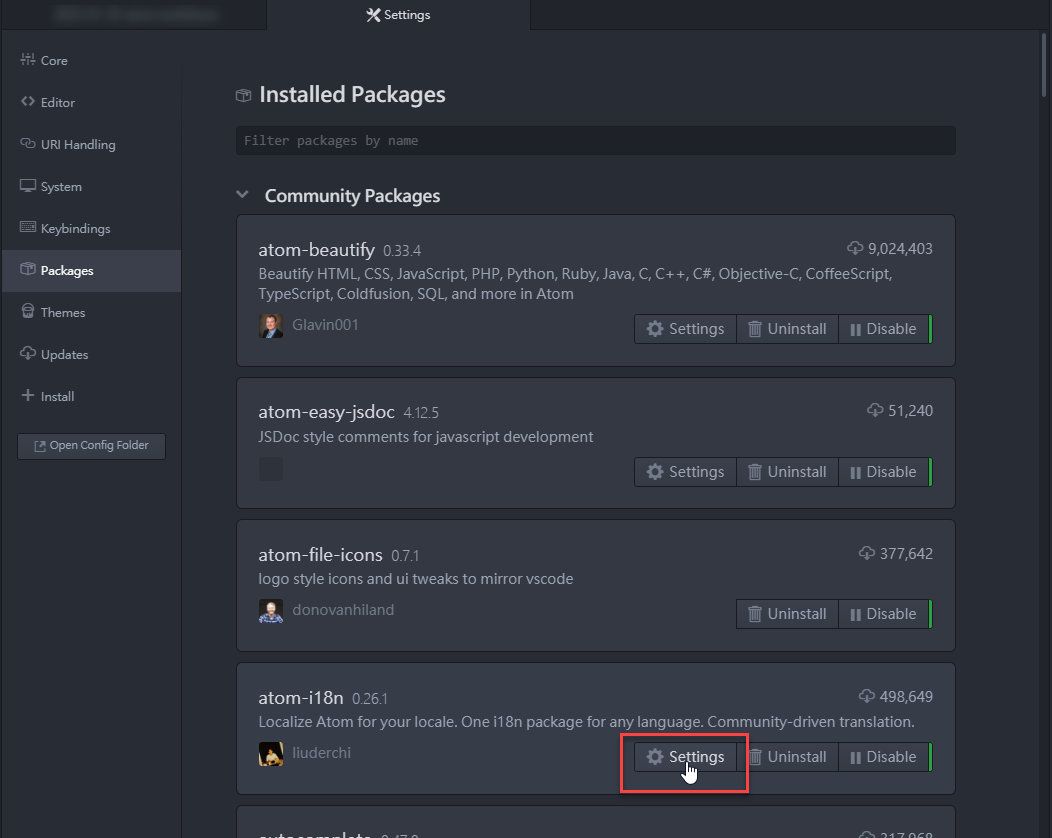 Settings
Core
Editor
URI Handling
System
Keybindings
Packages
Themes
Updates
Install
Open Config Folder
Installed Packages
Filter packages by name
Community Packages
atom-beautify 0.33.4 9,024,403
Beautify HTML, CSS, JavaScript, PHP, Python, Ruby, Java, C, C++, C#, Objective-C, CoffeeScript,
TypeScript, Coldfusion, SQL, and more in Atom
Glavin001 Settings Uninstall Disable
atom-easy-jsdoc 4.12.5 51,240
JSDoc style comments for javascript development
Settings Uninstall Disable
atom-file-icons 0.7.1 377,642
logo style icons and ui tweaks to mirror vscode
donovanhiland Uninstall Disable
atom-i18n 0.26.1 498,649
Localize Atom for your locale. One i18n package for any language. Community-driven translation.
liuderchi Settings Uninstall Disable